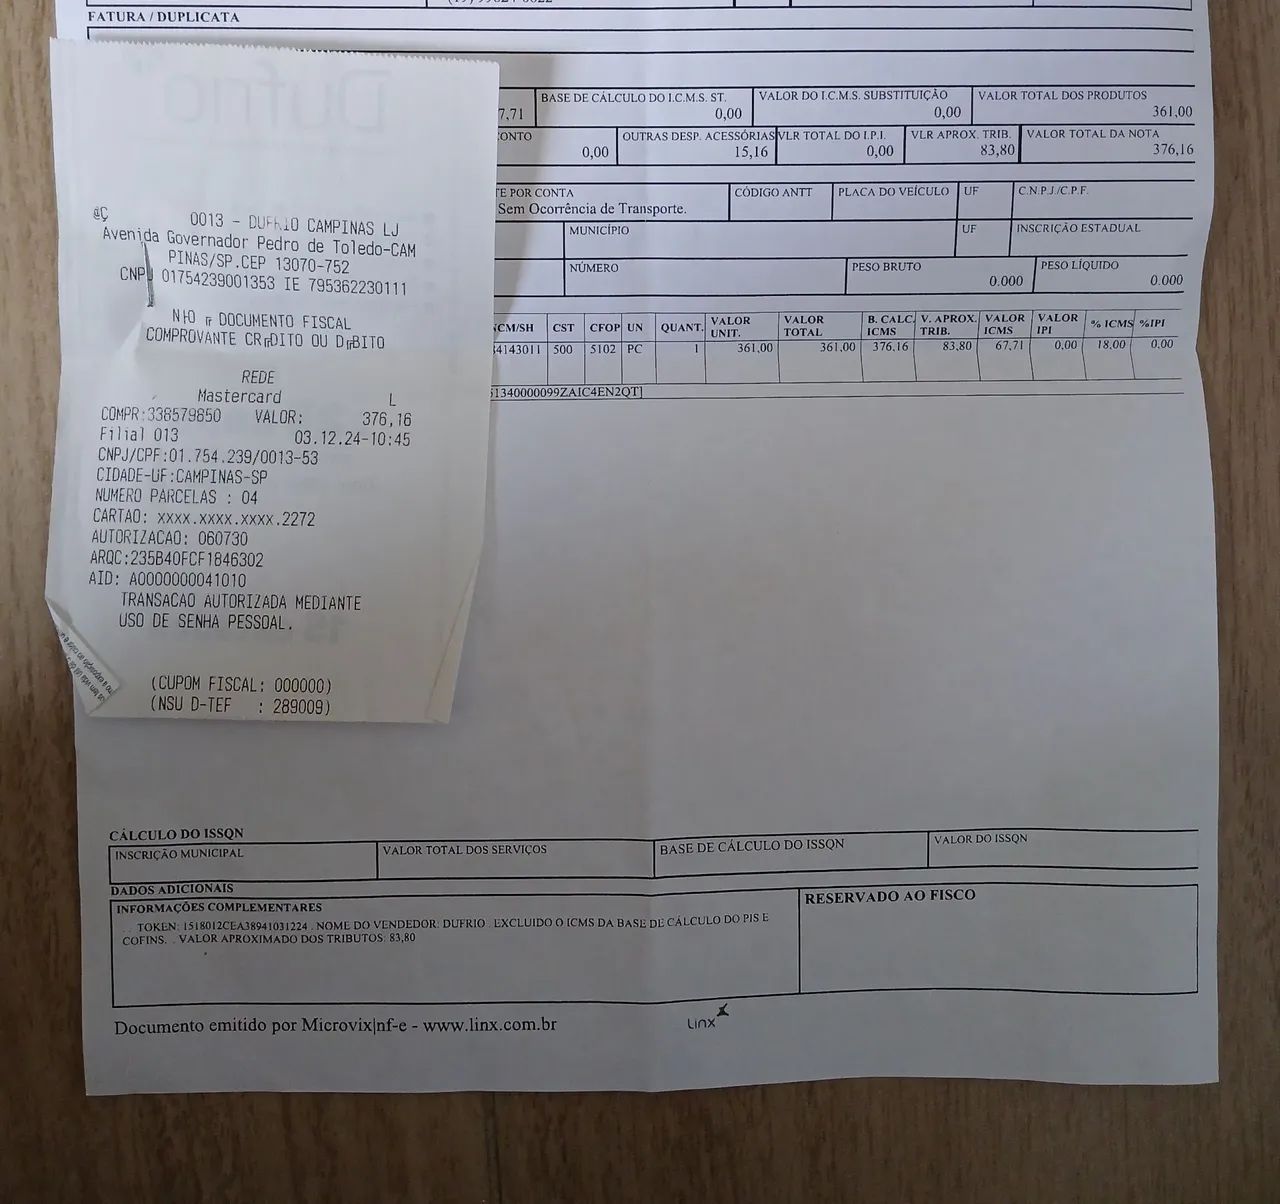 FATURA / DUPLICATA
7,71
BASE DE CÁLCULO DO I.C.M.S. ST.
0,00
VALOR DO I.C.M.S. SUBSTITUIÇÃO
0,00
VALOR TOTAL DOS PRODUTOS
361,00
ONTO
0,00
OUTRAS DESP. ACESSÓRIAS
15,16
VLR TOTAL DO I.P.I.
0,00
VLR APROX. TRIB.
83,80
VALOR TOTAL DA NOTA
376,16
TE POR CONTA
Sem Ocorrência de Transporte.
CÓDIGO ANTT
PLACA DO VEÍCULO
UF
C.N.P.J./C.P.F.
MUNICÍPIO
UF
INSCRIÇÃO ESTADUAL
NÚMERO
PESO BRUTO
0.000
PESO LÍQUIDO
0.000
NCM/SH CST CFOP UN QUANT. VALOR UNIT. VALOR TOTAL B. CALC. ICMS V. APROX. TRIB. VALOR ICMS VALOR IPI % ICMS %IPI
84143011 500 5102 PC 1 361,00 361,00 376,16 83,80 67,71 0,00 18,00 0,00
51340000099ZAIC4EN2QT]
Dufrio
@Ç 0013 - DUFRIO CAMPINAS LJ
Avenida Governador Pedro de Toledo-CAM
PINAS/SP.CEP 13070-752
CNPJ 01754239001353 IE 795362230111
DOCUMENTO FISCAL
COMPROVANTE OU
REDE
Mastercard L
COMPR:338579850 VALOR: 376,16
Filial 013 03.12.24-10:45
CNPJ/CPF:01.754.239/0013-53
CIDADE-UF:CAMPINAS-SP
NUMERO PARCELAS : 04
CARTAO: xxxx.xxxx.xxxx.2272
AUTORIZACAO: 060730
ARQC:235B40FCF1846302
AID: A0000000041010
TRANSACAO AUTORIZADA MEDIANTE
USO DE SENHA PESSOAL.
(CUPOM FISCAL: 000000)
(NSU D-TEF : 289009)
CÁLCULO DO ISSQN
INSCRIÇÃO MUNICIPAL
VALOR TOTAL DOS SERVIÇOS
BASE DE CÁLCULO DO ISSQN
VALOR DO ISSQN
DADOS ADICIONAIS
INFORMAÇÕES COMPLEMENTARES
. . TOKEN: 1518012CEA38941031224 . NOME DO VENDEDOR: DUFRIO . EXCLUIDO O ICMS DA BASE DE CÁLCULO DO PIS E
COFINS. . VALOR APROXIMADO DOS TRIBUTOS: 83,80
RESERVADO AO FISCO
Documento emitido por Microvix|nf-e - www.linx.com.br
Linx